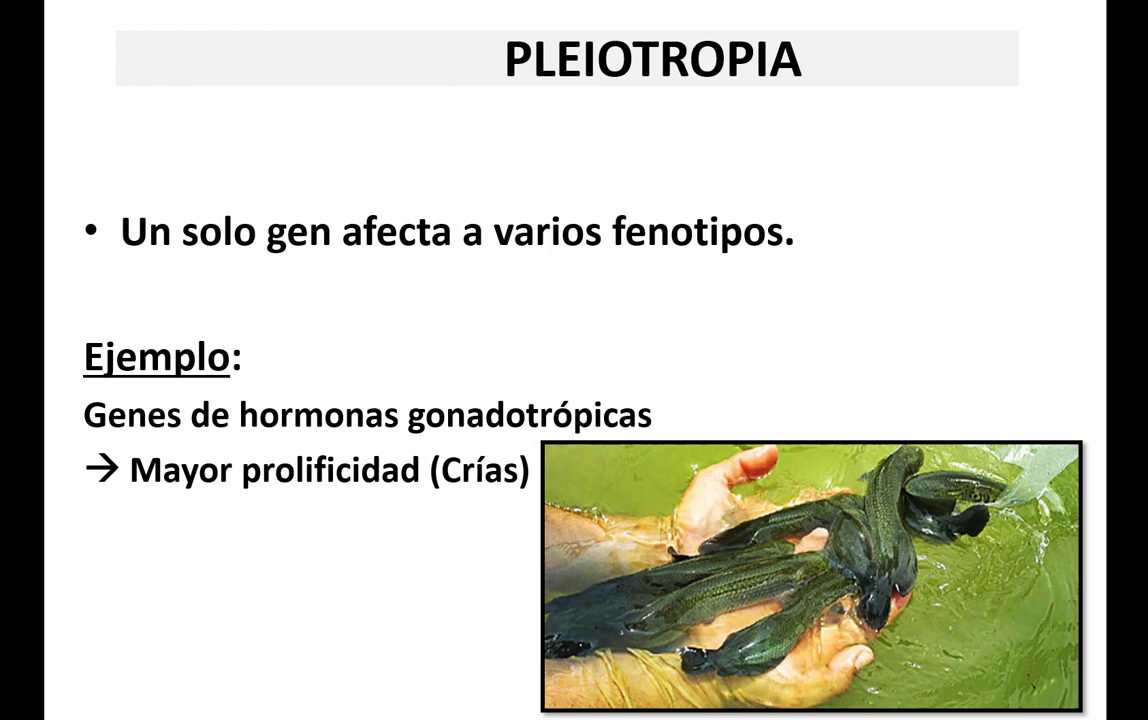 PLEIOTROPIA
• Un solo gen afecta a varios fenotipos.
Ejemplo:
Genes de hormonas gonadotrópicas
→ Mayor prolificidad (Crías)